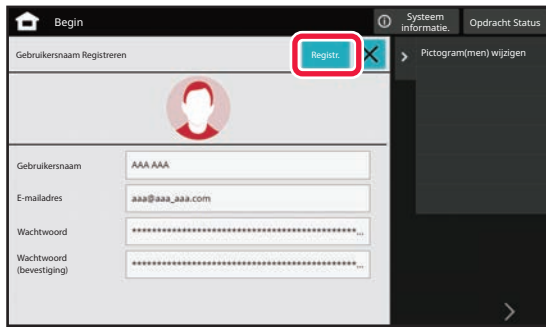 Begin
Systeem
informatie.
Opdracht Status
Gebruikersnaam Registreren
Registr.
Pictogram(men) wijzigen
Gebruikersnaam
AAA AAA
E-mailadres
aaa@aaa_aaa.com
Wachtwoord
************************************************...
Wachtwoord
(bevestiging)
************************************************...